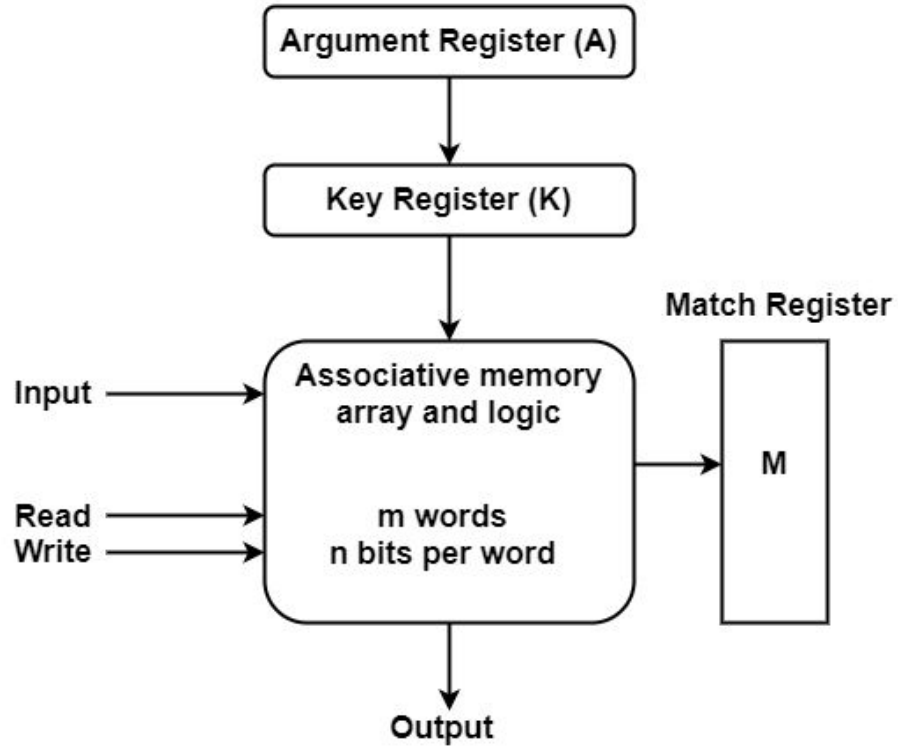 Argument Register (A)
Key Register (K)
Match Register
Input
Associative memory
array and logic
M
Read
Write
m words
n bits per word
Output